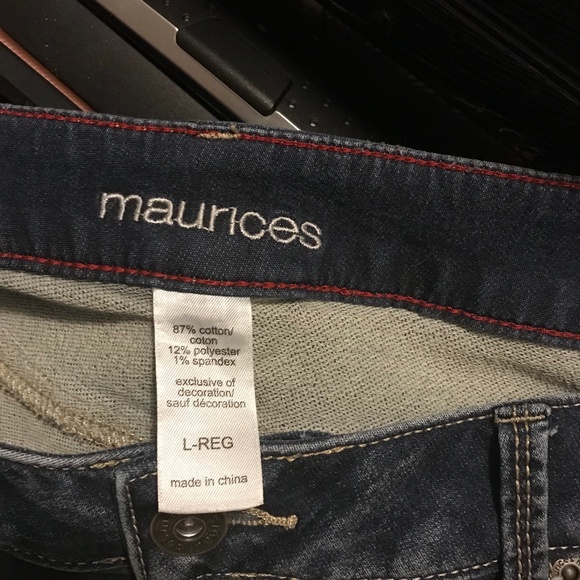 maurices
87% cotton/
coton
12% polyester
1% spandex
exclusive of
decoration/
sauf décoration
L-REG
made in china